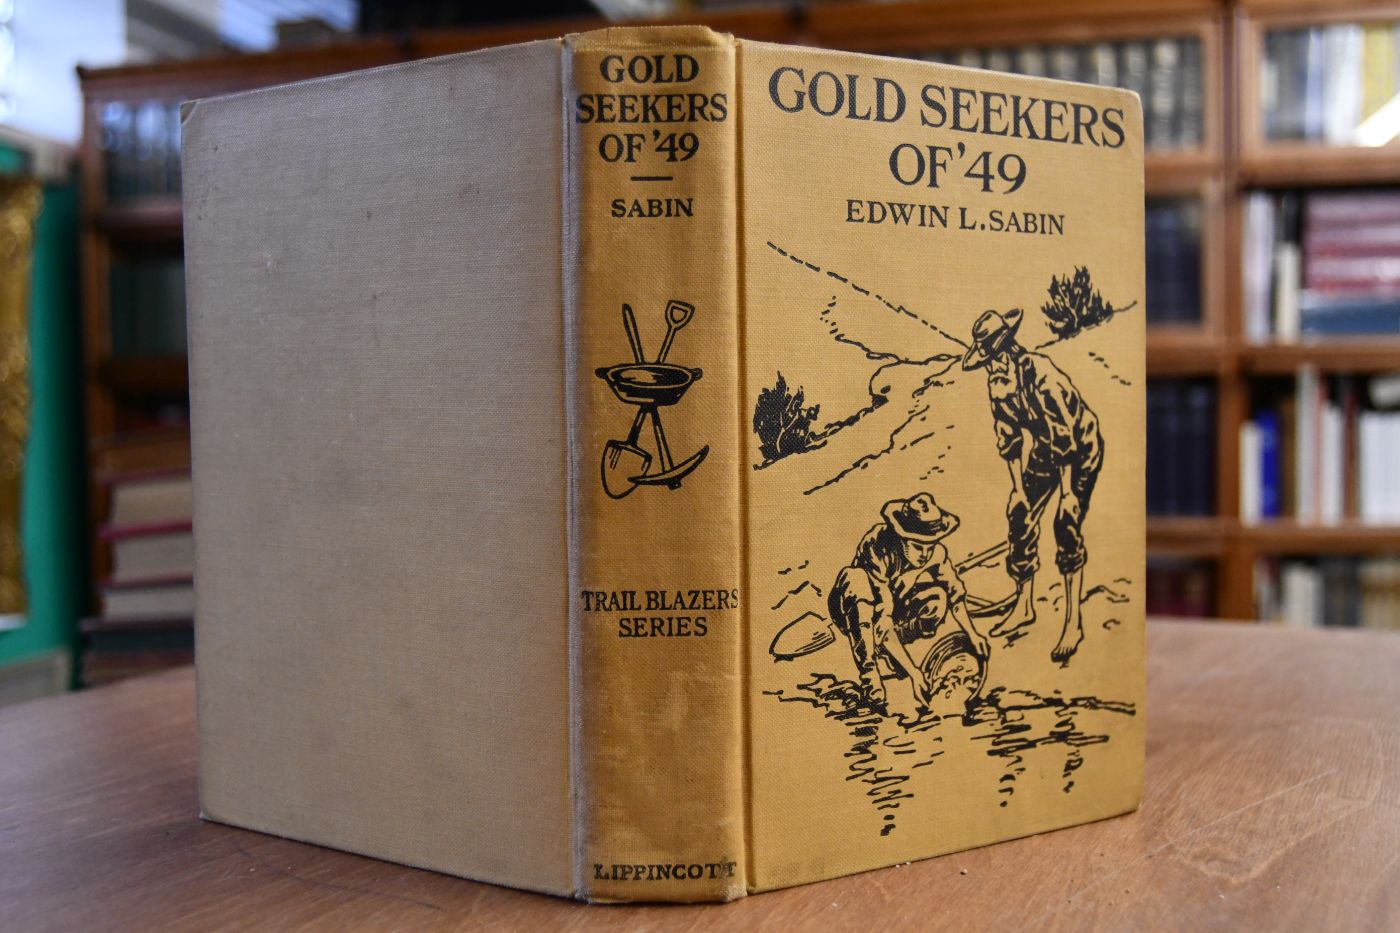 GOLD
SEEKERS
OF '49
SABIN
TRAIL BLAZERS
SERIES
LIPPINCOTT
GOLD SEEKERS
OF '49
EDWIN L. SABIN